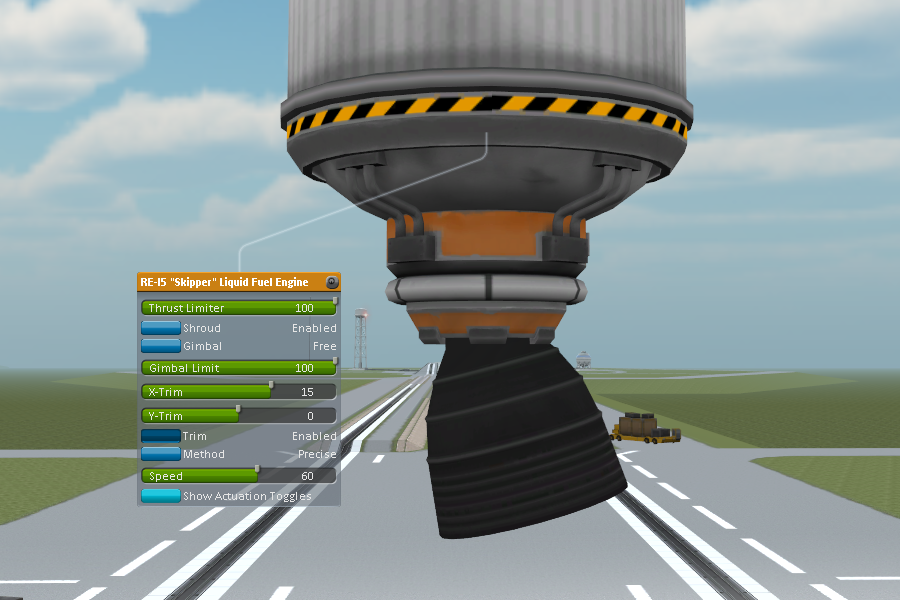 RE-I5 "Skipper" Liquid Fuel Engine
Thrust Limiter 100
Shroud Enabled
Gimbal Free
Gimbal Limit 100
X-Trim 15
Y-Trim 0
Trim Enabled
Method Precise
Speed 60
Show Actuation Toggles